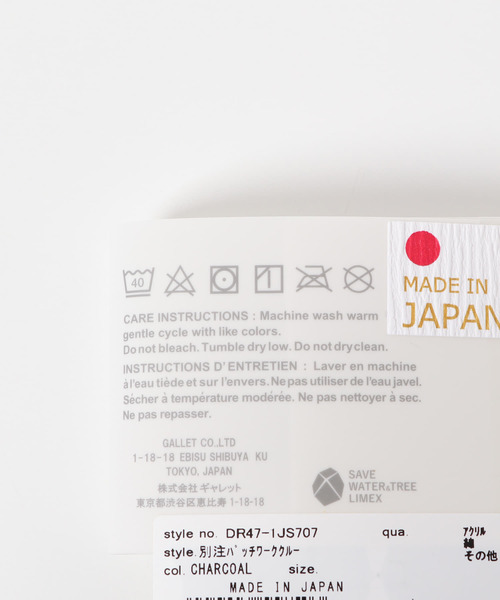 MADE IN
JAPAN
40
CARE INSTRUCTIONS : Machine wash warm
gentle cycle with like colors.
Do not bleach. Tumble dry low. Do not dry clean.
INSTRUCTIONS D'ENTRETIEN : Laver en machine
à l'eau tiède et sur l'envers. Ne pas utiliser de l'eau javel.
Sécher à température modérée. Ne pas nettoyer à sec.
Ne pas repasser.
GALLET CO.,LTD
1-18-18 EBISU SHIBUYA KU
TOKYO, JAPAN
株式会社ギャレット
東京都渋谷区恵比寿1-18-18
SAVE
WATER&TREE
LIMEX
style no. DR47-1JS707 qua. アクリル
綿
style. 別注パッチワーククルー その他
col. CHARCOAL size.
MADE IN JAPAN